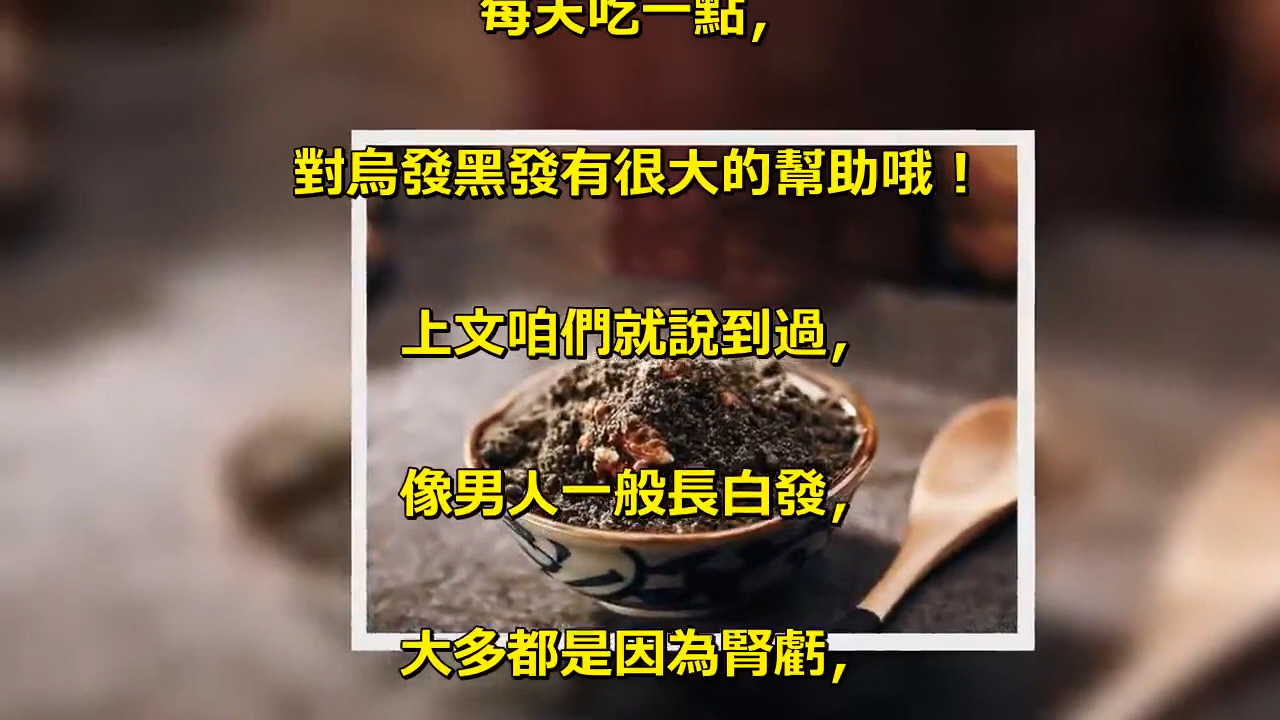 每天吃一點，
對烏發黑發有很大的幫助哦！
上文咱們就說到過，
像男人一般長白發，
大多都是因為腎虧，